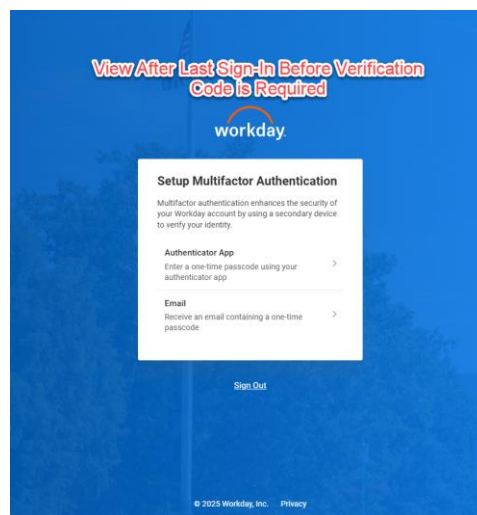 View After Last Sign-In Before Verification
Code is Required
workday.
Setup Multifactor Authentication
Multifactor authentication enhances the security of
your Workday account by using a secondary device
to verify your identity.
Authenticator App
Enter a one-time passcode using your
authenticator app
Email
Receive an email containing a one-time
passcode
Sign Out
© 2025 Workday, Inc. Privacy